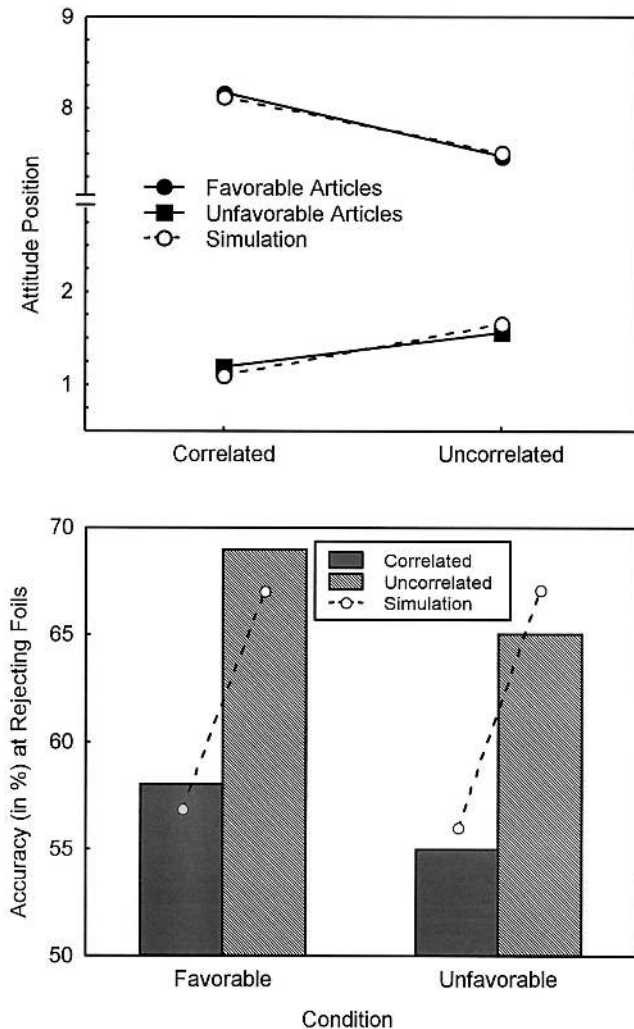 9
8
Favorable Articles
Unfavorable Articles
Simulation
2
1
Attitude Position
Correlated Uncorrelated
70
65
60
55
50
Correlated
Uncorrelated
Simulation
Accuracy (in %) at Rejecting Foils
Favorable Unfavorable
Condition